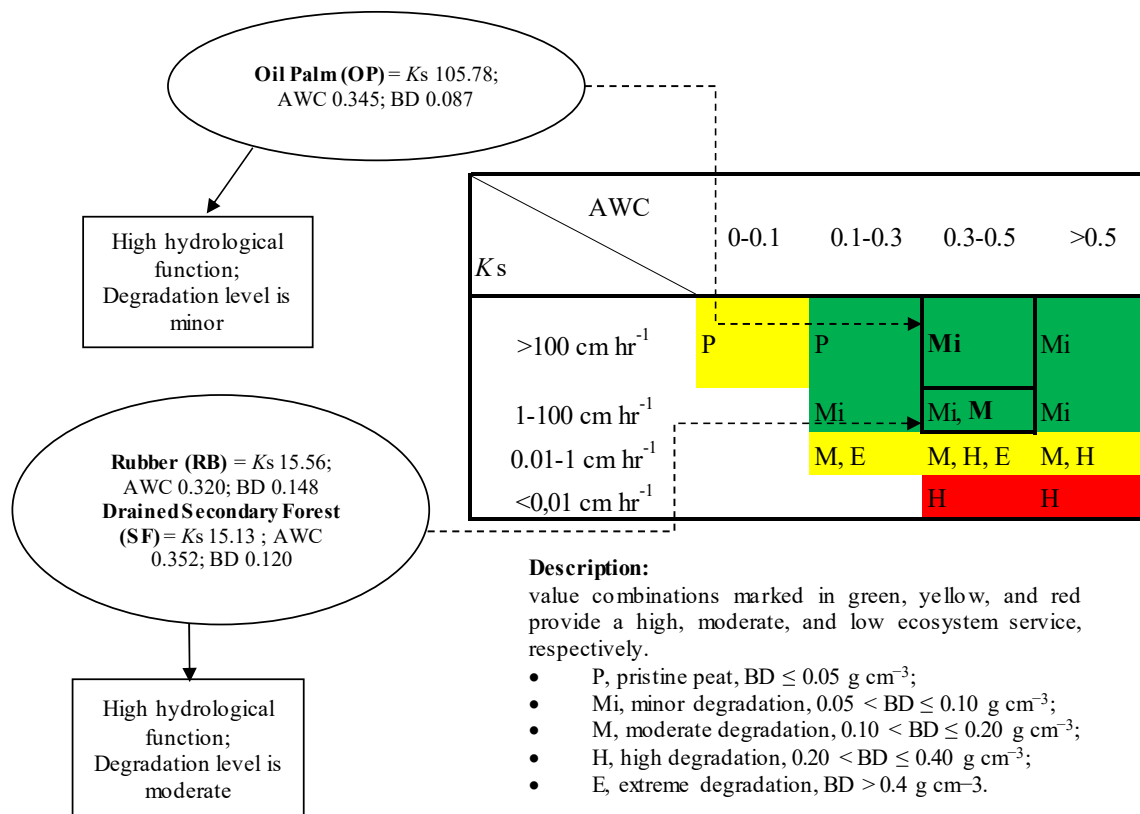 Oil Palm (OP) = Ks 105.78;
AWC 0.345; BD 0.087
High hydrological
function;
Degradation level is
minor
AWC
Ks
0-0.1 0.1-0.3 0.3-0.5 >0.5
>100 cm hr-1 P P Mi Mi
1-100 cm hr-1 Mi Mi, M Mi
0.01-1 cm hr-1 M, E M, H, E M, H
<0,01 cm hr-1 H H
Rubber (RB) = Ks 15.56;
AWC 0.320; BD 0.148
Drained Secondary Forest
(SF) = Ks 15.13 ; AWC
0.352; BD 0.120
High hydrological
function;
Degradation level is
moderate
Description:
value combinations marked in green, yellow, and red
provide a high, moderate, and low ecosystem service,
respectively.
• P, pristine peat, BD ≤ 0.05 g cm−3;
• Mi, minor degradation, 0.05 < BD ≤ 0.10 g cm−3;
• M, moderate degradation, 0.10 < BD ≤ 0.20 g cm−3;
• H, high degradation, 0.20 < BD ≤ 0.40 g cm−3;
• E, extreme degradation, BD > 0.4 g cm−3.